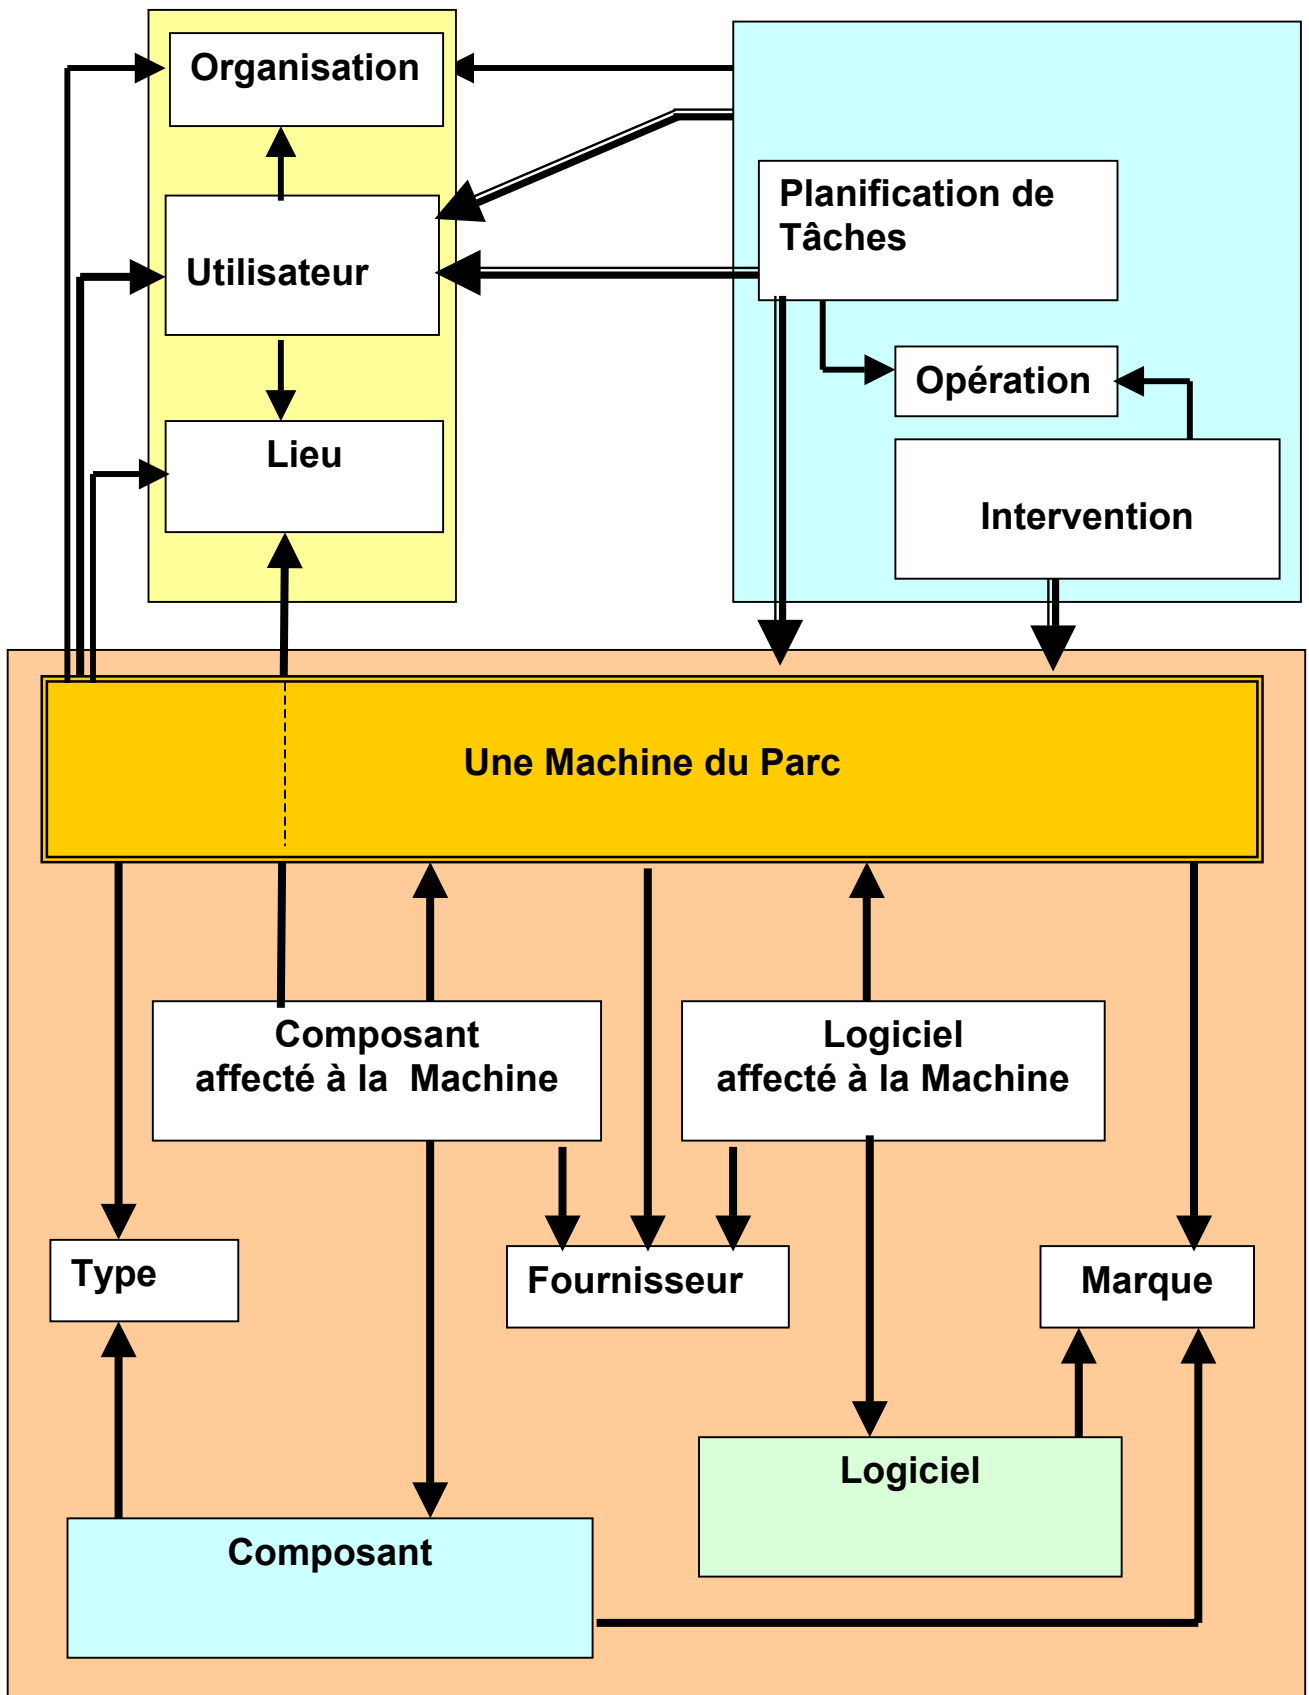 Organisation
Planification de
Tâches
Utilisateur
Opération
Lieu
Intervention
Une Machine du Parc
Composant
affecté à la Machine
Logiciel
affecté à la Machine
Type
Fournisseur
Marque
Logiciel
Composant